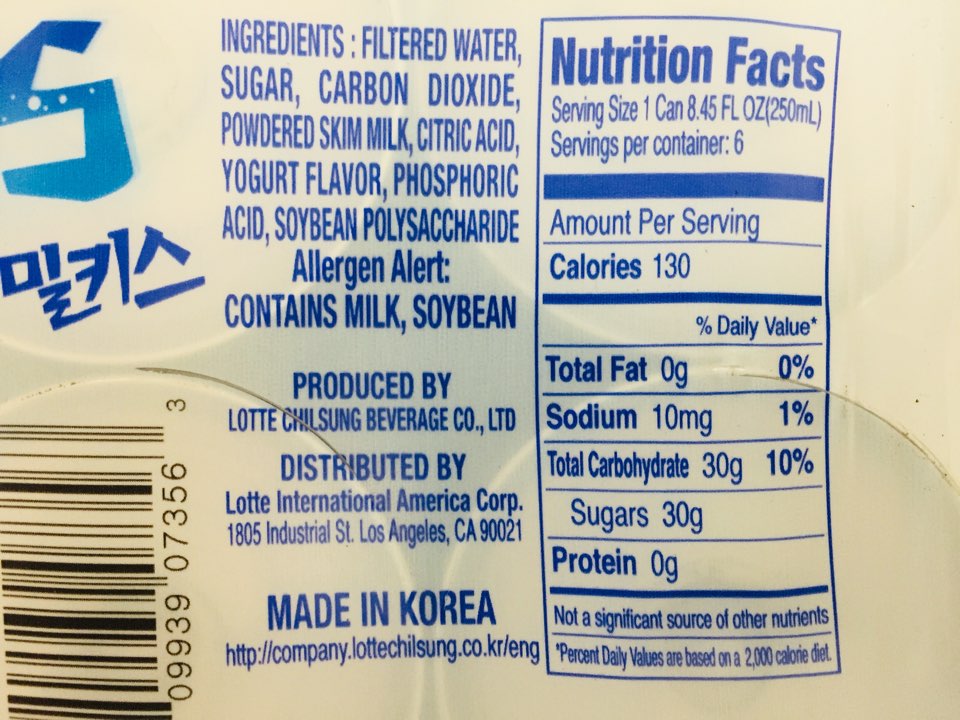 S
밀키스
INGREDIENTS : FILTERED WATER,
SUGAR, CARBON DIOXIDE,
POWDERED SKIM MILK, CITRIC ACID,
YOGURT FLAVOR, PHOSPHORIC
ACID, SOYBEAN POLYSACCHARIDE
Allergen Alert:
CONTAINS MILK, SOYBEAN
PRODUCED BY
LOTTE CHILSUNG BEVERAGE CO., LTD
DISTRIBUTED BY
Lotte International America Corp.
1805 Industrial St. Los Angeles, CA 90021
MADE IN KOREA
http://company.lottechilsung.co.kr/eng
09939 07356 3
Nutrition Facts
Serving Size 1 Can 8.45 FL OZ(250mL)
Servings per container: 6
Amount Per Serving
Calories 130
% Daily Value*
Total Fat 0g 0%
Sodium 10mg 1%
Total Carbohydrate 30g 10%
Sugars 30g
Protein 0g
Not a significant source of other nutrients
*Percent Daily Values are based on a 2,000 calorie diet.